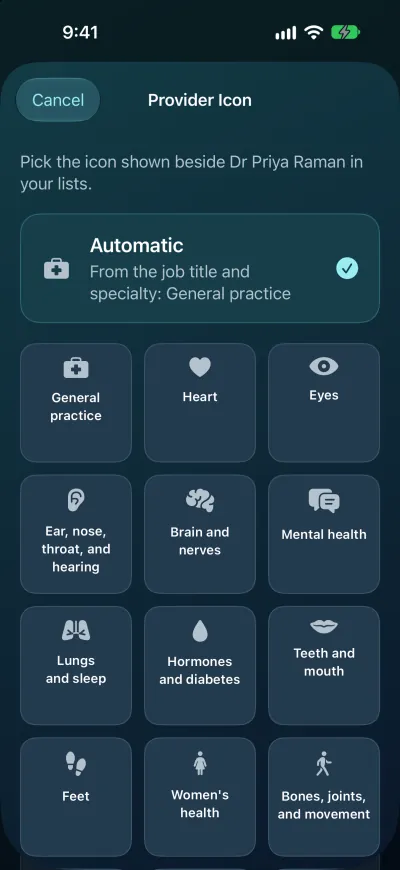 9:41
Cancel
Provider Icon
Pick the icon shown beside Dr Priya Raman in
your lists.
Automatic
From the job title and
specialty: General practice
General
practice
Heart
Eyes
Ear, nose,
throat, and
hearing
Brain and
nerves
Mental health
Lungs
and sleep
Hormones
and diabetes
Teeth and
mouth
Feet
Women's
health
Bones, joints,
and movement